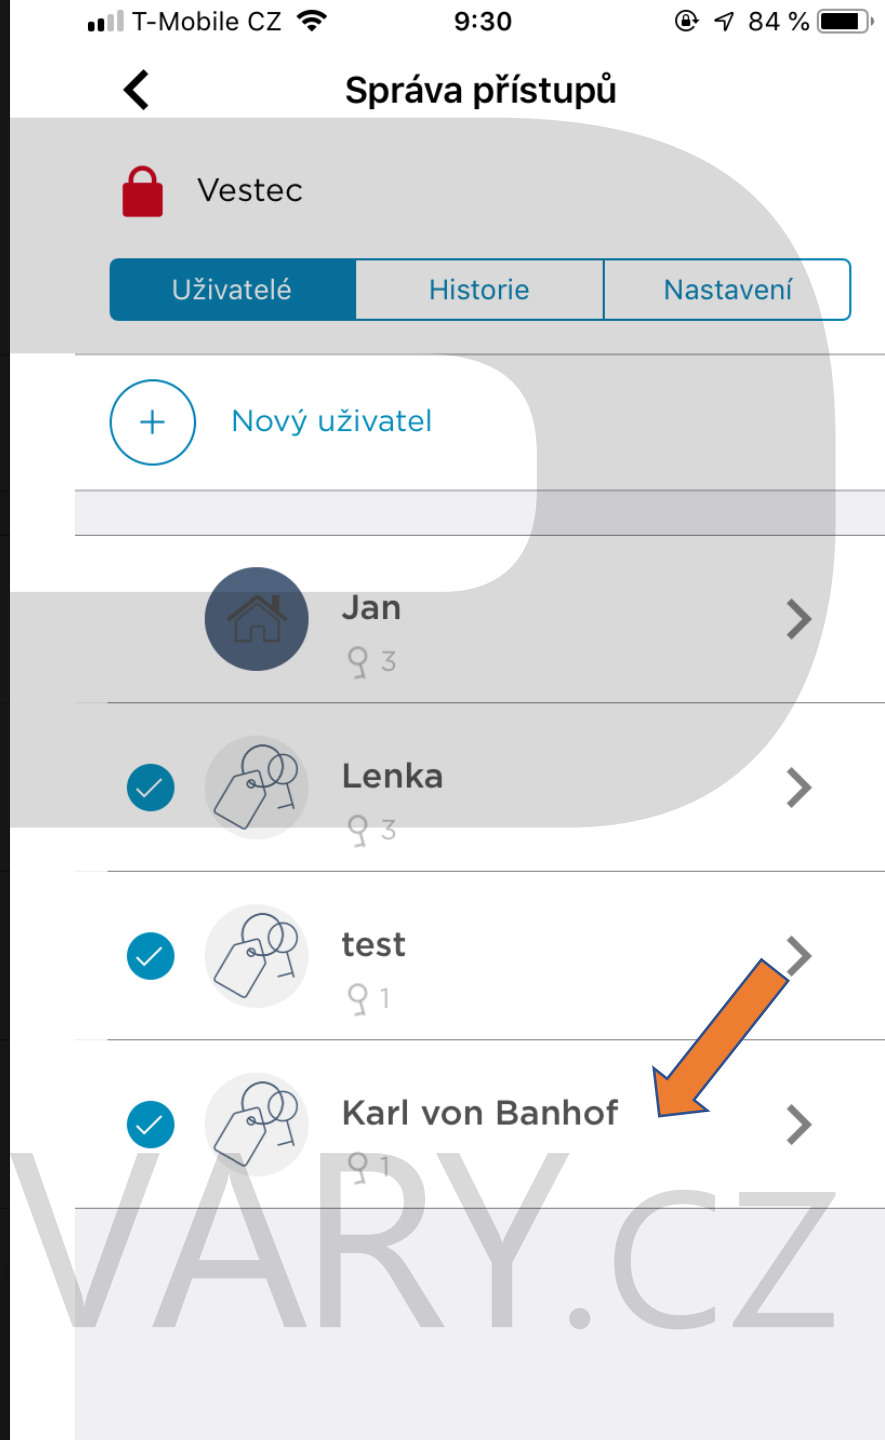 T-Mobile CZ 9:30 84 %
Správa přístupů
Vestec
Uživatelé Historie Nastavení
Nový uživatel
Jan
3
Lenka
3
test
1
Karl von Banhof
1
VARY.CZ